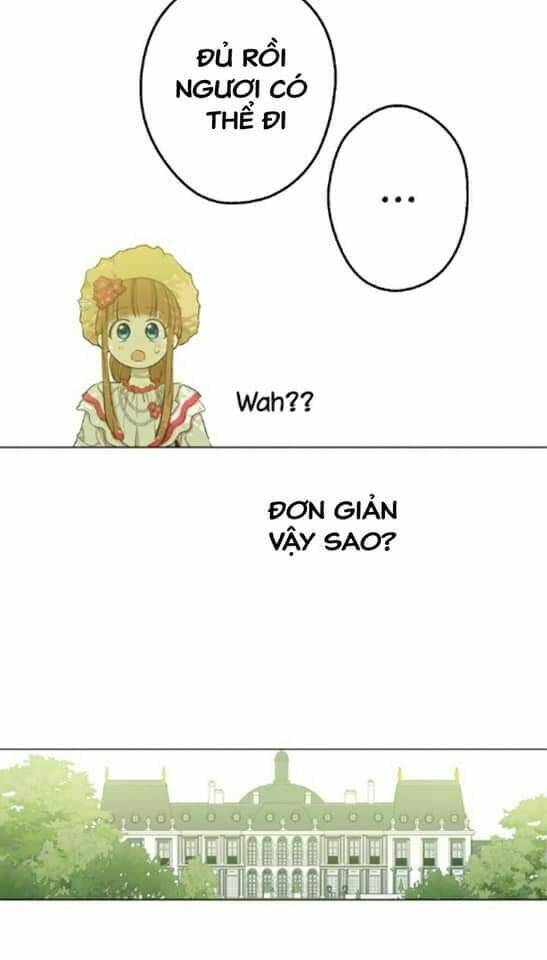 ĐỦ RỒI
NGƯƠI CÓ
THỂ ĐI
...
Wah??
ĐƠN GIẢN
VẬY SAO?